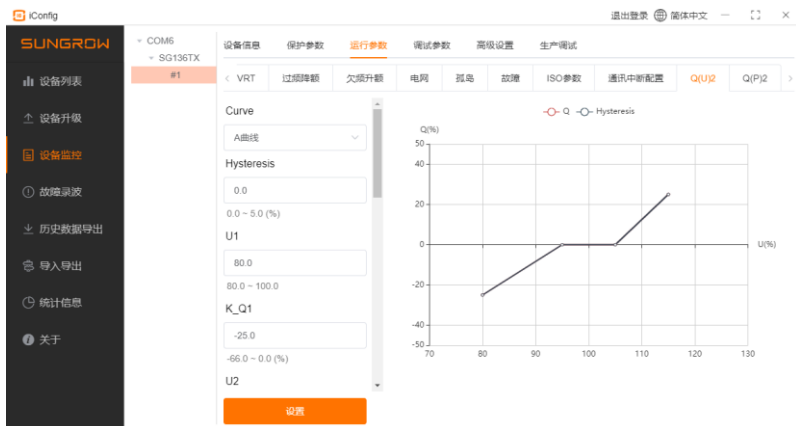 iConfig
退出登录 简体中文
SUNGROW
设备列表
设备升级
设备监控
故障录波
历史数据导出
导入导出
统计信息
关于
COM6
SG136TX
#1
设备信息 保护参数 运行参数 调试参数 高级设置 生产调试
< VRT 过频降额 欠频升额 电网 孤岛 故障 ISO参数 通讯中断配置 Q(U)2 Q(P)2 >
Curve
A曲线
Hysteresis
0.0
0.0 ~ 5.0 (%)
U1
80.0
80.0 ~ 100.0
K_Q1
-25.0
-66.0 ~ 0.0 (%)
U2
设置
Q Hysteresis
Q(%)
50
40
20
0
-20
-40
-50
U(%)
70 80 90 100 110 120 130